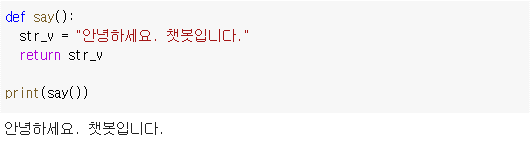 def say():
  str_v = "안녕하세요. 챗봇입니다."
  return str_v

print(say())
안녕하세요. 챗봇입니다.